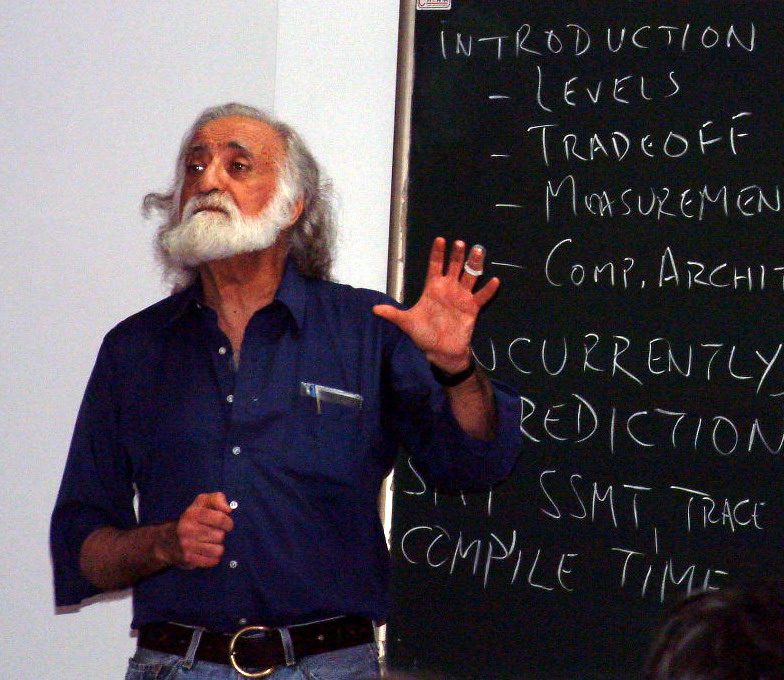 INTRODUCTION
- LEVELS
- TRADEOFF
- MEASUREMEN
- COMP. ARCHIT
NCURRENTLY
REDICTION
SSMT, TRACE
COMPILE TIME